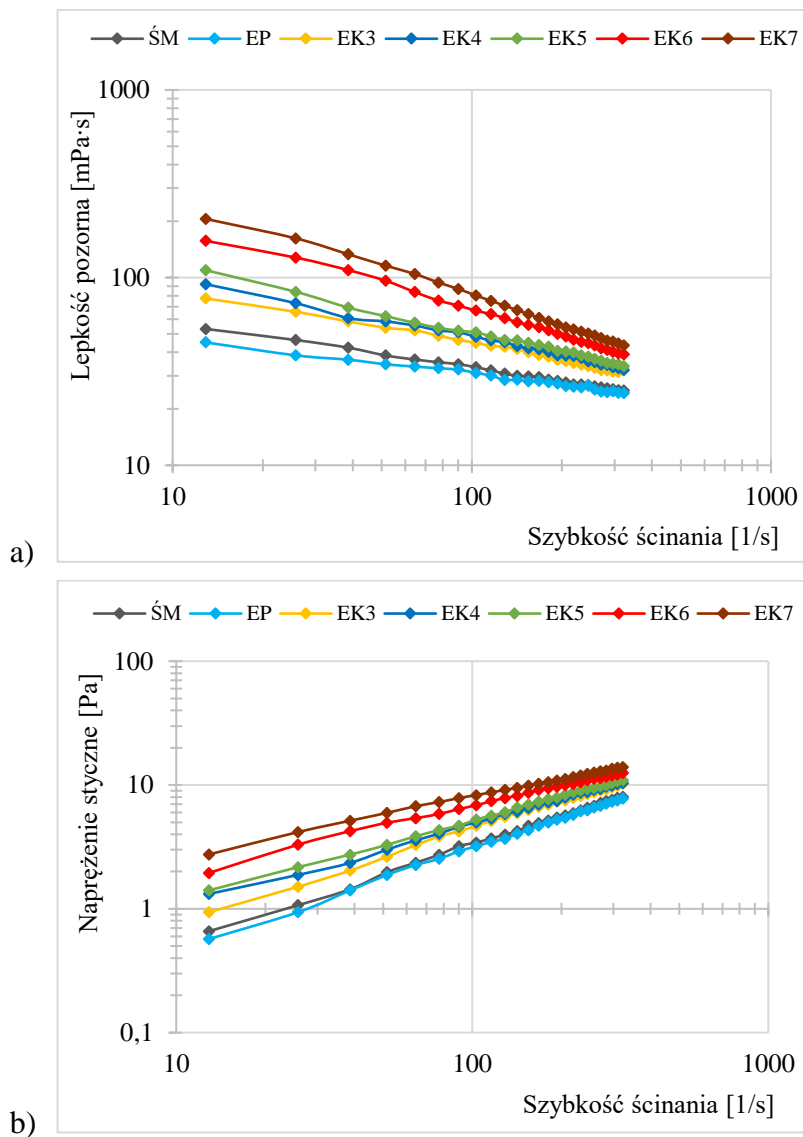 ŚM EP EK3 EK4 EK5 EK6 EK7
1000
100
10
Lepkość pozorna [mPa·s]
10 100 1000
Szybkość ścinania [1/s]
a)
ŚM EP EK3 EK4 EK5 EK6 EK7
100
10
1
0,1
Naprężenie styczne [Pa]
10 100 1000
Szybkość ścinania [1/s]
b)